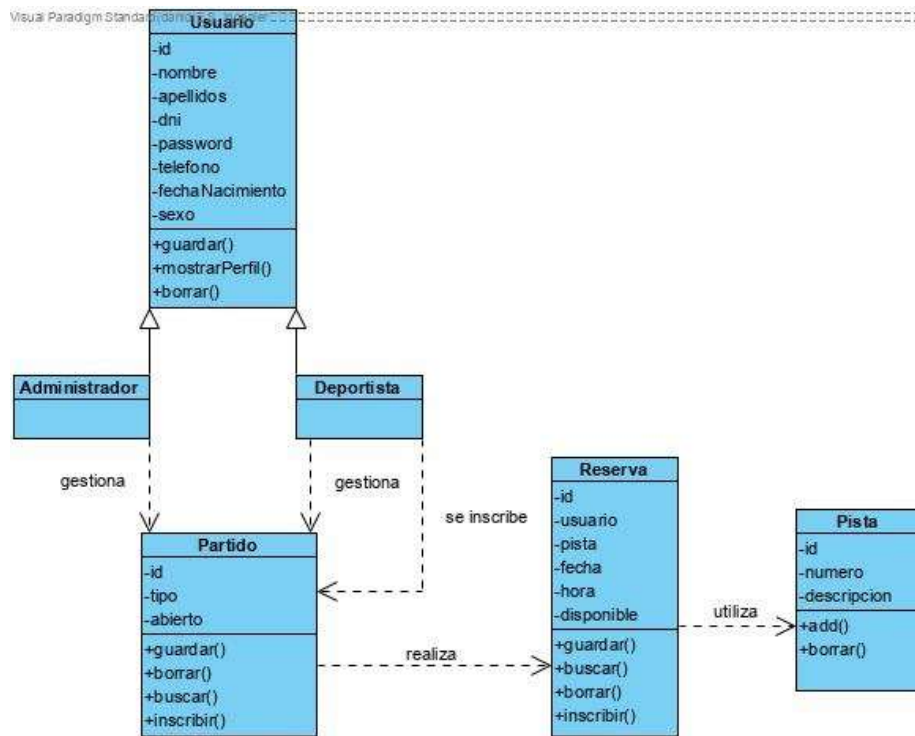 Visual Paradigm Standard
Usuario
-id
-nombre
-apellidos
-dni
-password
-telefono
-fechaNacimiento
-sexo
+guardar()
+mostrarPerfil()
+borrar()
Administrador
Deportista
gestiona
gestiona
se inscribe
Partido
-id
-tipo
-abierto
+guardar()
+borrar()
+buscar()
+inscribir()
realiza
Reserva
-id
-usuario
-pista
-fecha
-hora
-disponible
+guardar()
+buscar()
+borrar()
+inscribir()
utiliza
Pista
-id
-numero
-descripcion
+add()
+borrar()